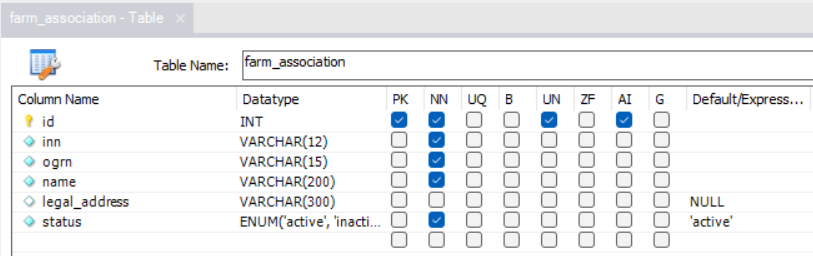 farm_association - Table ×
Table Name: farm_association
Column Name Datatype PK NN UQ B UN ZF AI G Default/Express...
id INT
inn VARCHAR(12)
ogrn VARCHAR(15)
name VARCHAR(200)
legal_address VARCHAR(300) NULL
status ENUM('active', 'inacti... 'active'